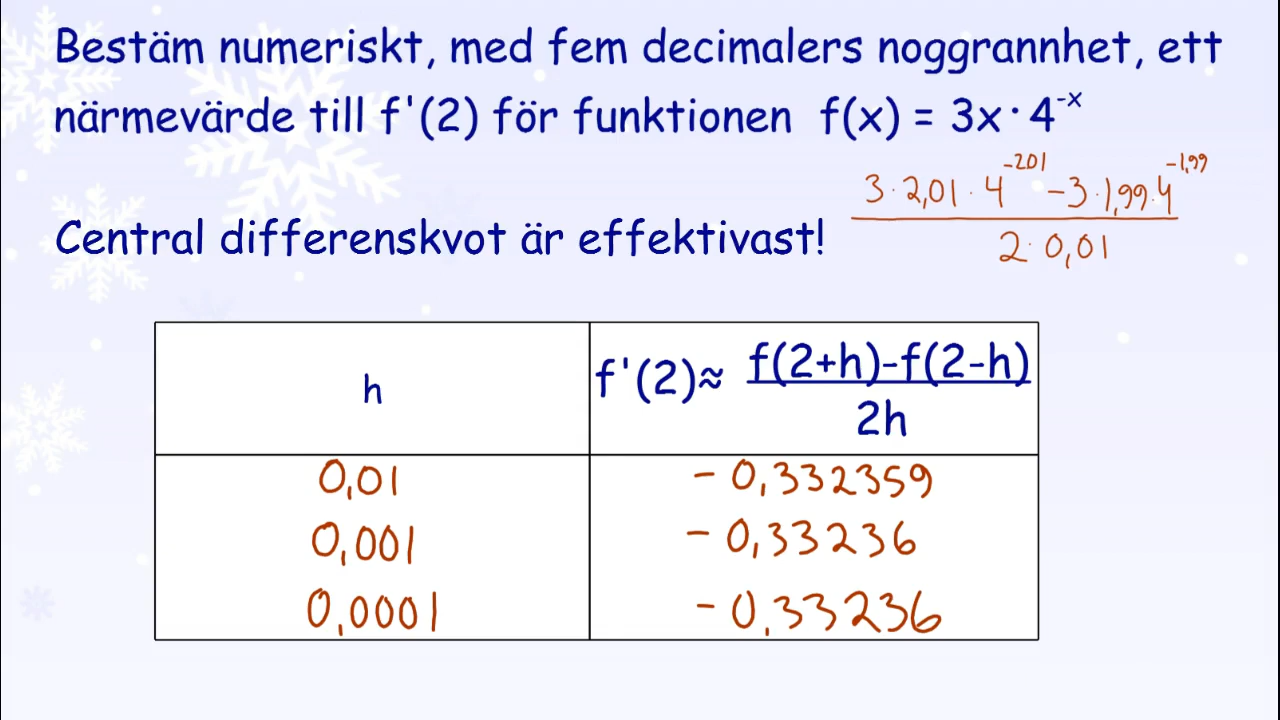 Bestäm numeriskt, med fem decimalers noggrannhet, ett
närmevärde till f'(2) för funktionen f(x) = 3x·4^-x
3·2,01·4^-2,01 -3·1,99·4^-1,99
2·0,01
Central differenskvot är effektivast!
h
f'(2)≈ f(2+h)-f(2-h)
2h
0,01 -0,332359
0,001 -0,33236
0,0001 -0,33236